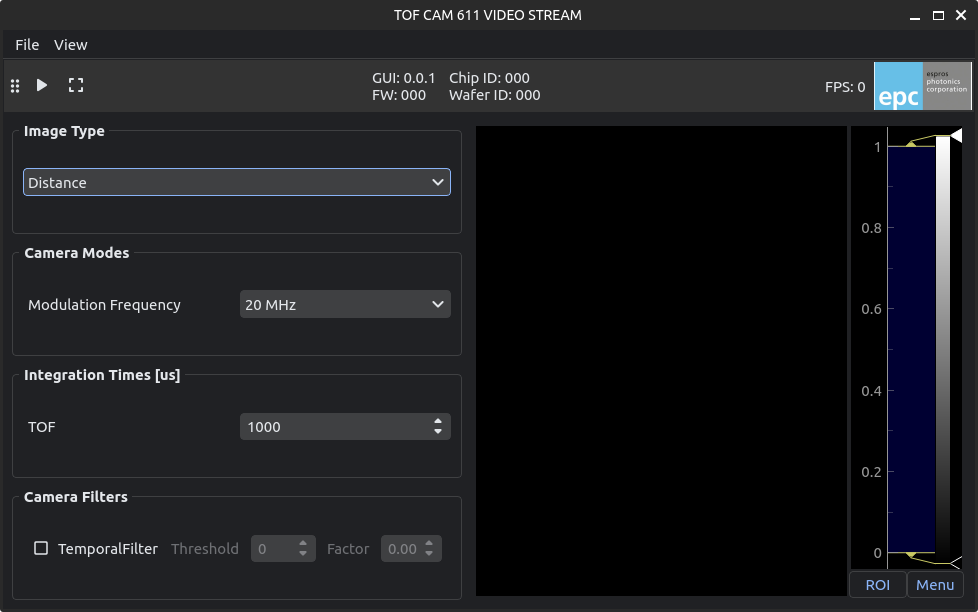 TOF CAM 611 VIDEO STREAM
File View
GUI: 0.0.1 Chip ID: 000
FW: 000 Wafer ID: 000
FPS: 0
epc
espros
photonics
corporation
Image Type
Distance
Camera Modes
Modulation Frequency 20 MHz
Integration Times [us]
TOF 1000
Camera Filters
TemporalFilter Threshold 0 Factor 0.00
1
0.8
0.6
0.4
0.2
0
ROI Menu